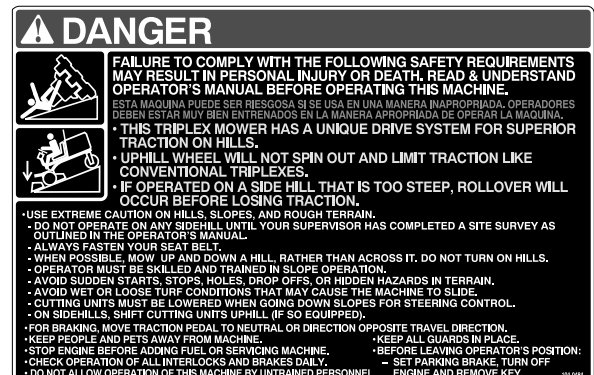 DANGER
FAILURE TO COMPLY WITH THE FOLLOWING SAFETY REQUIREMENTS
MAY RESULT IN PERSONAL INJURY OR DEATH. READ & UNDERSTAND
OPERATOR'S MANUAL BEFORE OPERATING THIS MACHINE.
ESTA MAQUINA PUEDE SER RIESGOSA SI SE USA EN UNA MANERA INAPROPRIADA. OPERADORES
DEBEN ESTAR MUY BIEN ENTRENADOS EN LA MANERA APROPRIADA DE OPERAR LA MAQUINA.
• THIS TRIPLEX MOWER HAS A UNIQUE DRIVE SYSTEM FOR SUPERIOR
TRACTION ON HILLS.
• UPHILL WHEEL WILL NOT SPIN OUT AND LIMIT TRACTION LIKE
CONVENTIONAL TRIPLEXES.
• IF OPERATED ON A SIDE HILL THAT IS TOO STEEP, ROLLOVER WILL
OCCUR BEFORE LOSING TRACTION.
•USE EXTREME CAUTION ON HILLS, SLOPES, AND ROUGH TERRAIN.
- DO NOT OPERATE ON ANY SIDEHILL UNTIL YOUR SUPERVISOR HAS COMPLETED A SITE SURVEY AS
OUTLINED IN THE OPERATOR'S MANUAL.
- ALWAYS FASTEN YOUR SEAT BELT.
- WHEN POSSIBLE, MOW UP AND DOWN A HILL, RATHER THAN ACROSS IT. DO NOT TURN ON HILLS.
- OPERATOR MUST BE SKILLED AND TRAINED IN SLOPE OPERATION.
- AVOID SUDDEN STARTS, STOPS, HOLES, DROP OFFS, OR HIDDEN HAZARDS IN TERRAIN.
- AVOID WET OR LOOSE TURF CONDITIONS THAT MAY CAUSE THE MACHINE TO SLIDE.
- CUTTING UNITS MUST BE LOWERED WHEN GOING DOWN SLOPES FOR STEERING CONTROL.
- ON SIDEHILLS, SHIFT CUTTING UNITS UPHILL (IF SO EQUIPPED).
•FOR BRAKING, MOVE TRACTION PEDAL TO NEUTRAL OR DIRECTION OPPOSITE TRAVEL DIRECTION.
•KEEP PEOPLE AND PETS AWAY FROM MACHINE.
•STOP ENGINE BEFORE ADDING FUEL OR SERVICING MACHINE.
•CHECK OPERATION OF ALL INTERLOCKS AND BRAKES DAILY.
•DO NOT ALLOW OPERATION OF THIS MACHINE BY UNTRAINED PERSONNEL
•KEEP ALL GUARDS IN PLACE.
•BEFORE LEAVING OPERATOR'S POSITION:
– SET PARKING BRAKE, TURN OFF
ENGINE AND REMOVE KEY